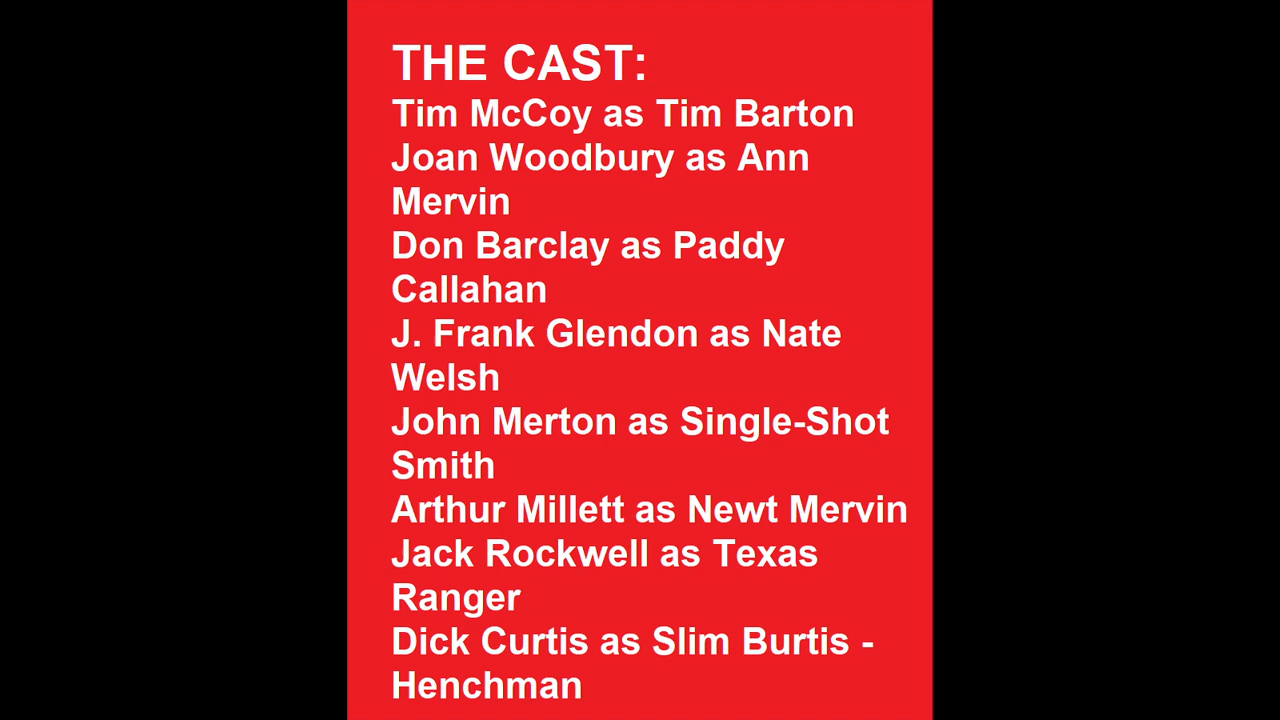 THE CAST:
Tim McCoy as Tim Barton
Joan Woodbury as Ann
Mervin
Don Barclay as Paddy
Callahan
J. Frank Glendon as Nate
Welsh
John Merton as Single-Shot
Smith
Arthur Millett as Newt Mervin
Jack Rockwell as Texas
Ranger
Dick Curtis as Slim Burtis -
Henchman